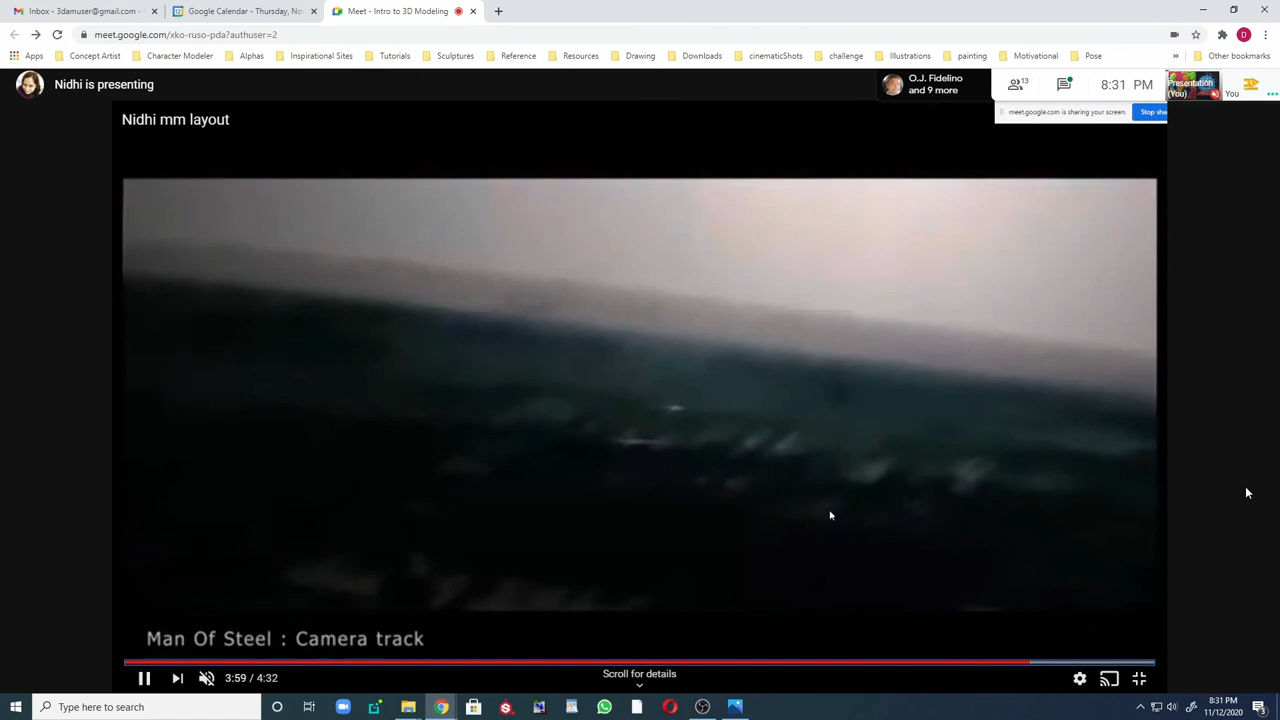 Inbox - 3damuser@gmail.com -
Google Calendar - Thursday, Nov
Meet - Intro to 3D Modeling
meet.google.com/xko-ruso-pda?authuser=2
Apps Concept Artist Character Modeler Alphas Inspirational Sites Tutorials Sculptures Reference Resources Drawing Downloads cinematicShots challenge Illustrations painting Motivational Pose » Other bookmarks
Nidhi is presenting
O.J. Fidelino
and 9 more
13
8:31 PM
Presentation
(You)
You
meet.google.com is sharing your screen.
Stop sha
Nidhi mm layout
Man Of Steel : Camera track
3:59 / 4:32
Scroll for details
Type here to search
8:31 PM
11/12/2020